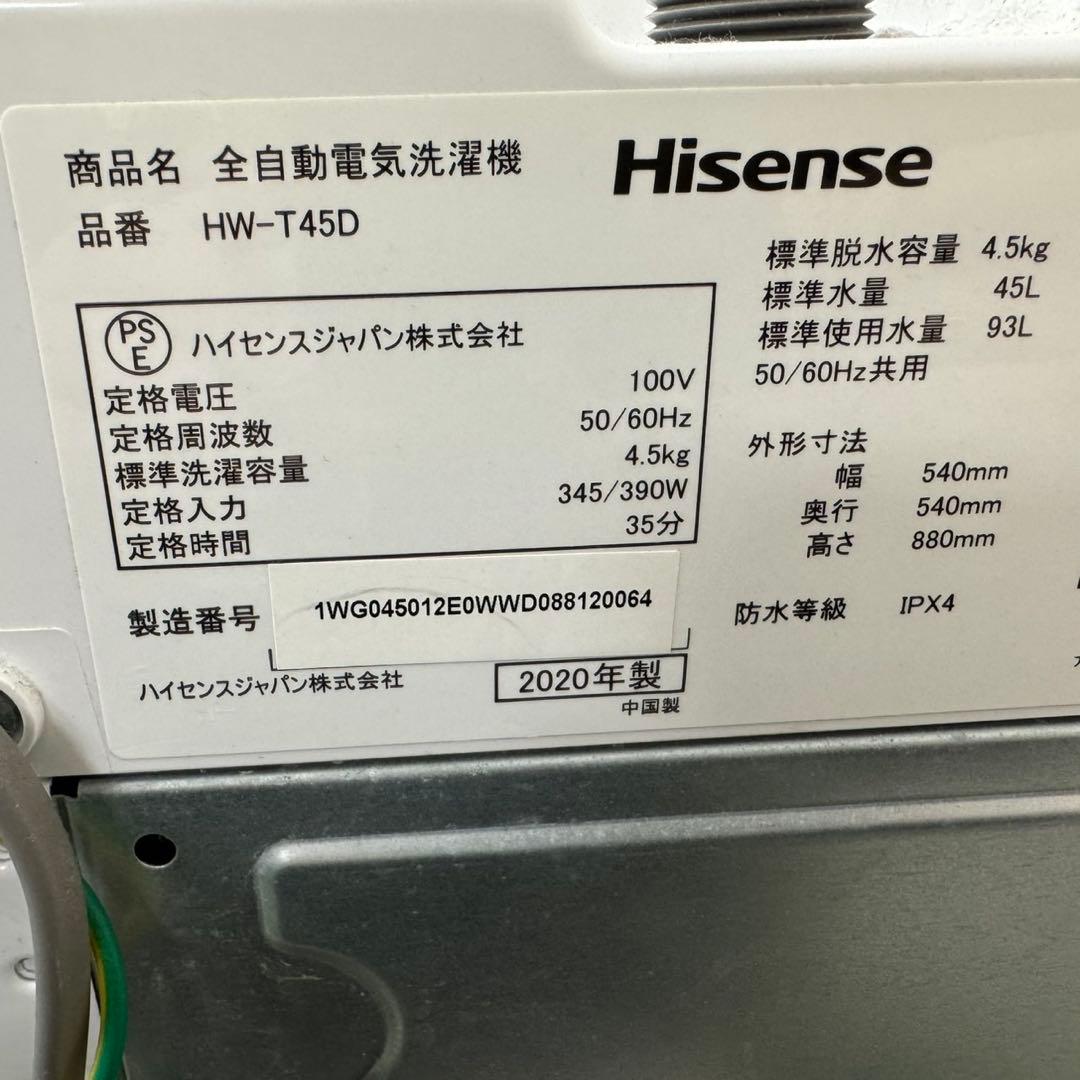 商品名 全自動電気洗濯機
Hisense
品番 HW-T45D
PSE ハイセンスジャパン株式会社
定格電圧 100V
定格周波数 50/60Hz
標準洗濯容量 4.5kg
定格入力 345/390W
定格時間 35分
標準脱水容量 4.5kg
標準水量 45L
標準使用水量 93L
50/60Hz共用
外形寸法
幅 540mm
奥行 540mm
高さ 880mm
製造番号 1WG045012E0WWD088120064
防水等級 IPX4
ハイセンスジャパン株式会社
2020年製
中国製